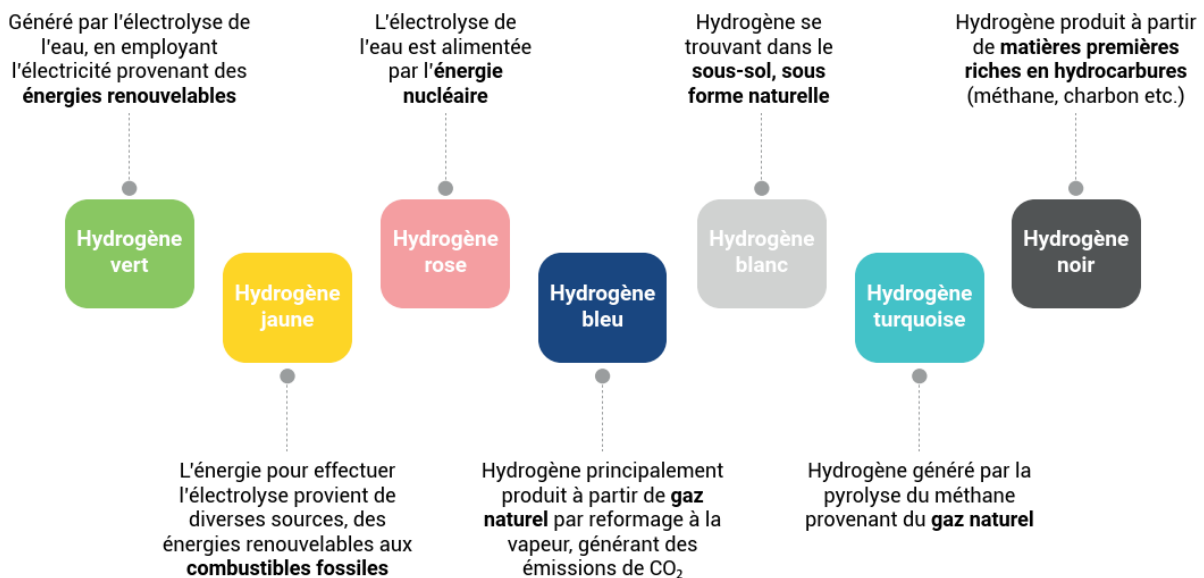 Généré par l'électrolyse de
l'eau, en employant
l'électricité provenant des
énergies renouvelables
L'électrolyse de
l'eau est alimentée
par l'énergie
nucléaire
Hydrogène se
trouvant dans le
sous-sol, sous
forme naturelle
Hydrogène produit à partir
de matières premières
riches en hydrocarbures
(méthane, charbon etc.)
Hydrogène
vert
Hydrogène
jaune
Hydrogène
rose
Hydrogène
bleu
Hydrogène
blanc
Hydrogène
turquoise
Hydrogène
noir
L'énergie pour effectuer
l'électrolyse provient de
diverses sources, des
énergies renouvelables aux
combustibles fossiles
Hydrogène principalement
produit à partir de gaz
naturel par reformage à la
vapeur, générant des
émissions de CO₂
Hydrogène généré par la
pyrolyse du méthane
provenant du gaz naturel